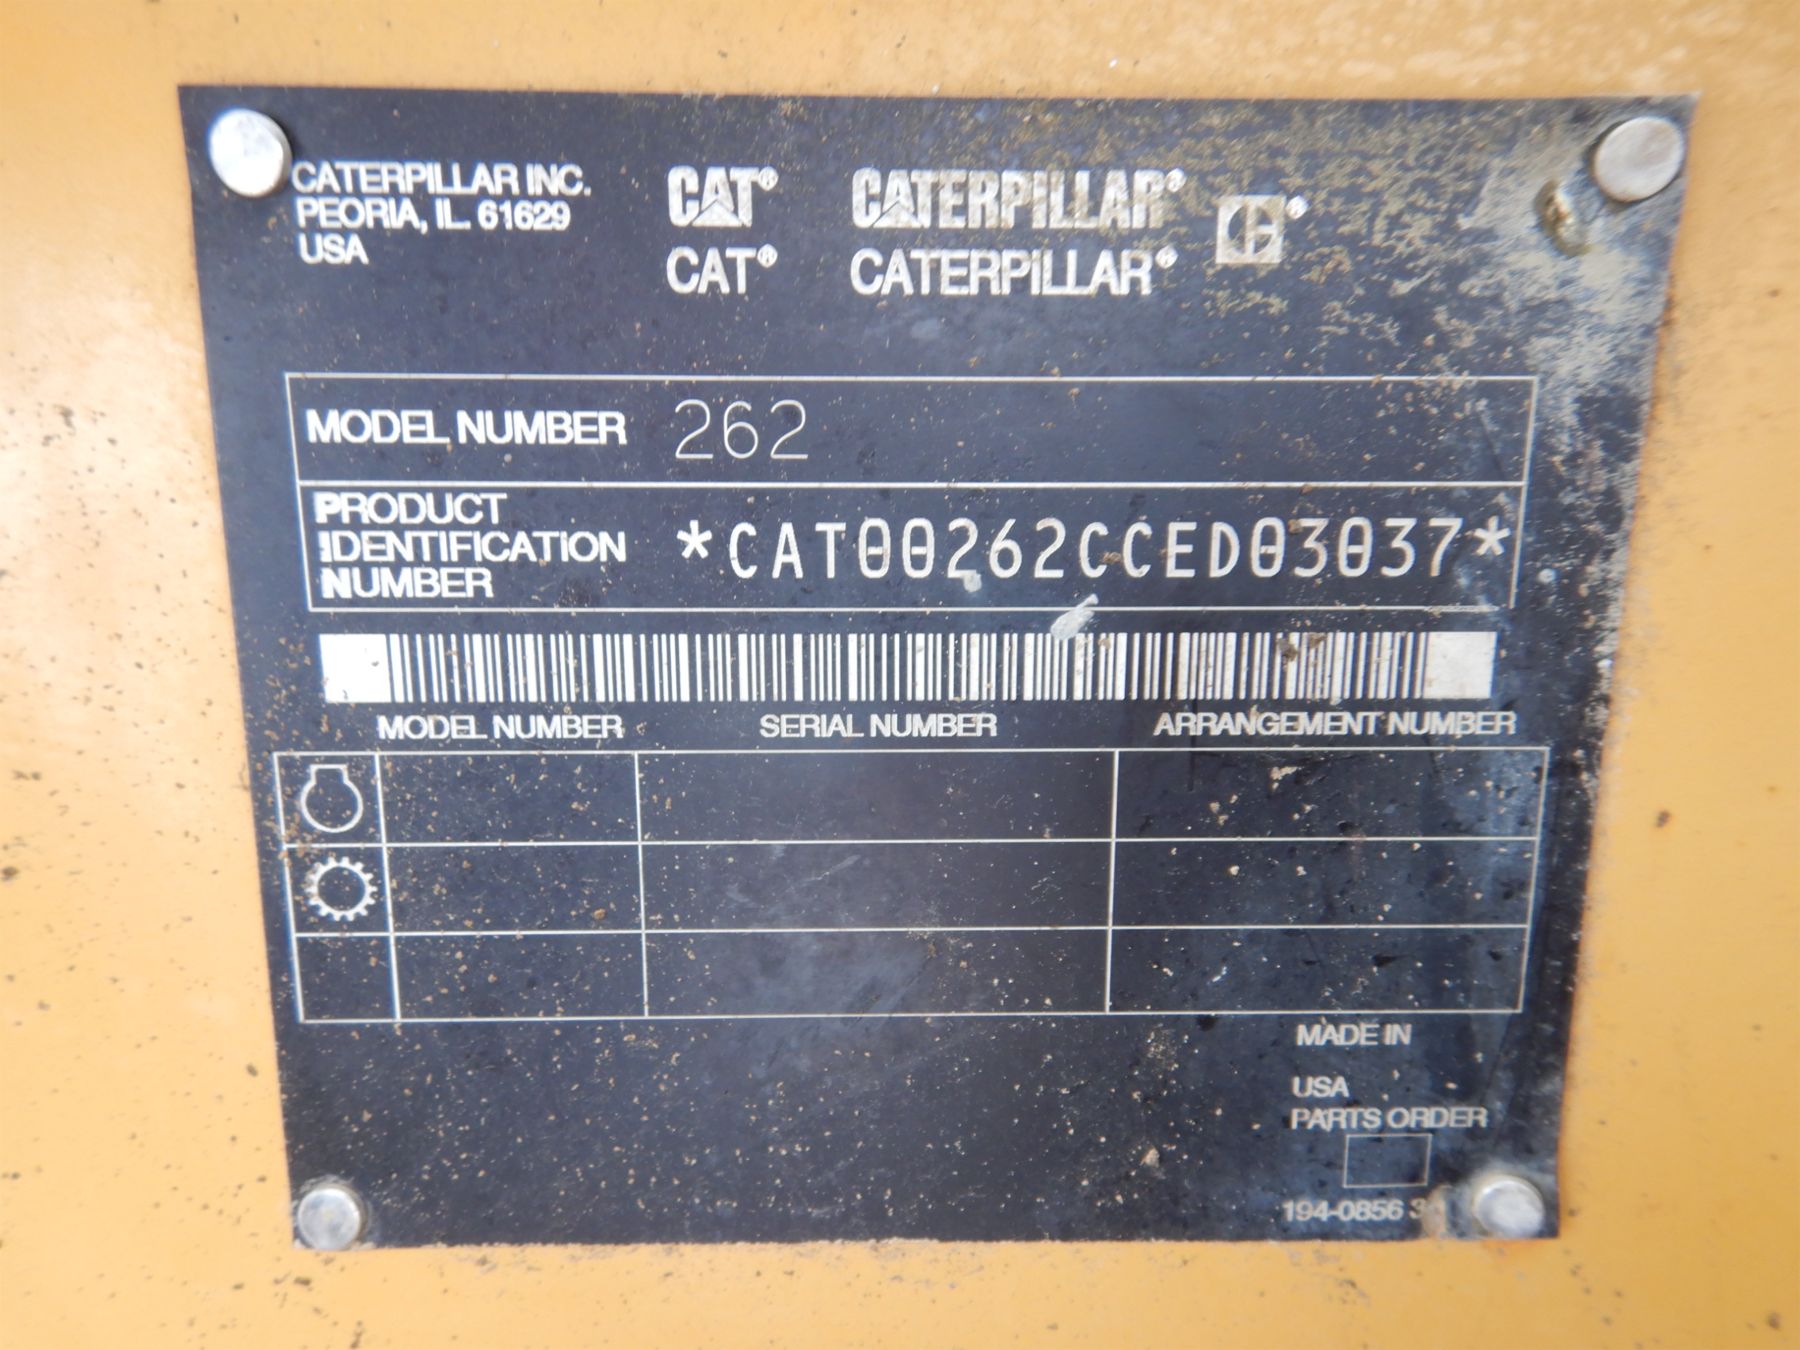 CATERPILLAR INC.
PEORIA, IL 61629
USA
CAT® CATERPILLAR® C®
CAT® CATERPILLAR®
MODEL NUMBER 262
PRODUCT
IDENTIFICATION
NUMBER
*CAT00262CCED03037*
MODEL NUMBER SERIAL NUMBER ARRANGEMENT NUMBER
MADE IN
USA
PARTS ORDER
194-0856 3